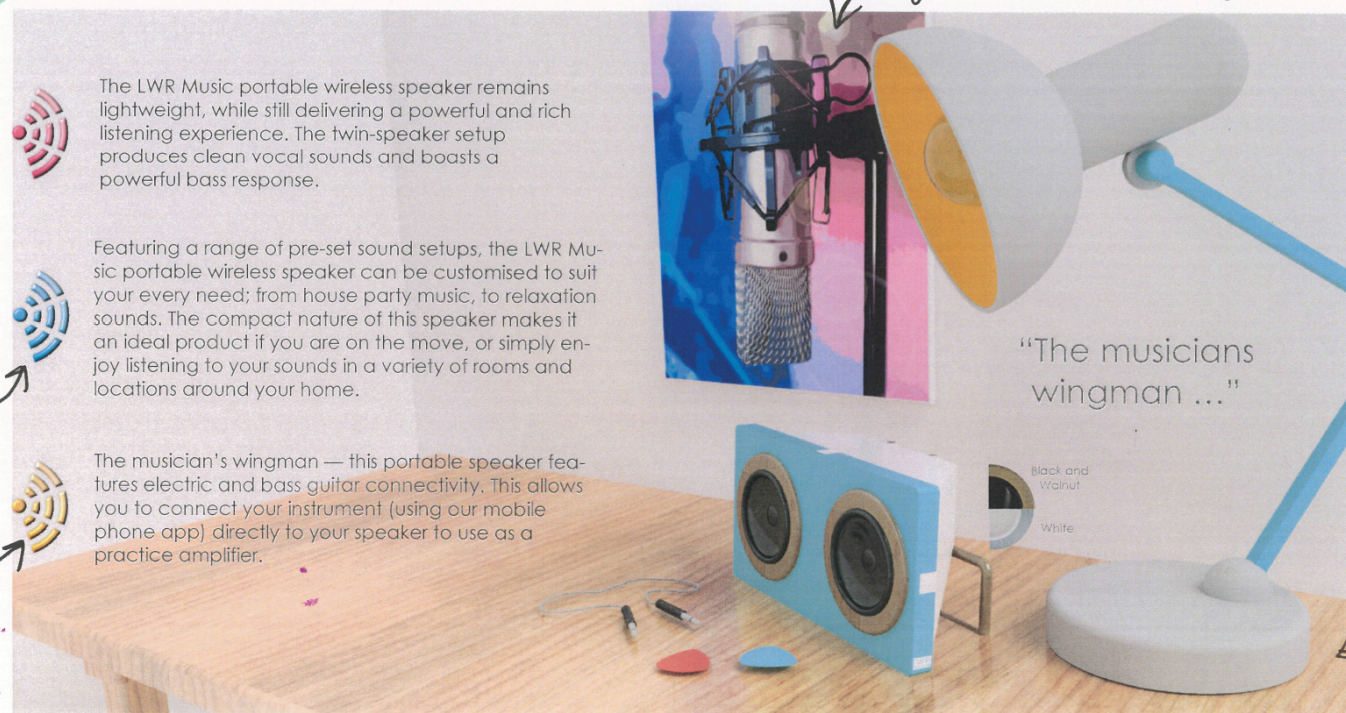 The LWR Music portable wireless speaker remains
lightweight, while still delivering a powerful and rich
listening experience. The twin-speaker setup
produces clean vocal sounds and boasts a
powerful bass response.
Featuring a range of pre-set sound setups, the LWR Mu-
sic portable wireless speaker can be customised to suit
your every need; from house party music, to relaxation
sounds. The compact nature of this speaker makes it
an ideal product if you are on the move, or simply en-
joy listening to your sounds in a variety of rooms and
locations around your home.
The musician's wingman — this portable speaker fea-
tures electric and bass guitar connectivity. This allows
you to connect your instrument (using our mobile
phone app) directly to your speaker to use as a
practice amplifier.
“The musicians
wingman ...”
Black and
Walnut
White